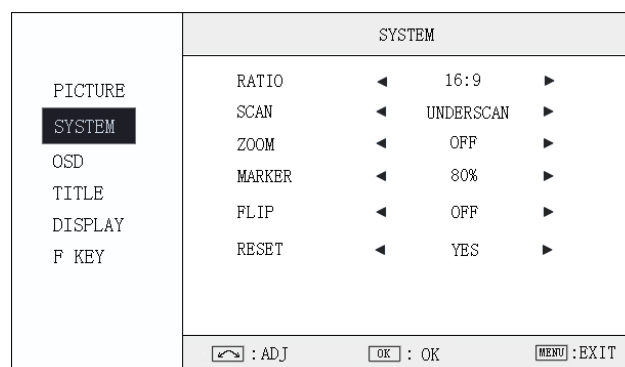 SYSTEM
PICTURE
SYSTEM
OSD
TITLE
DISPLAY
F KEY
RATIO ◄ 16:9 ►
SCAN ◄ UNDERSCAN ►
ZOOM ◄ OFF ►
MARKER ◄ 80% ►
FLIP ◄ OFF ►
RESET ◄ YES ►
: ADJ OK : OK MENU :EXIT